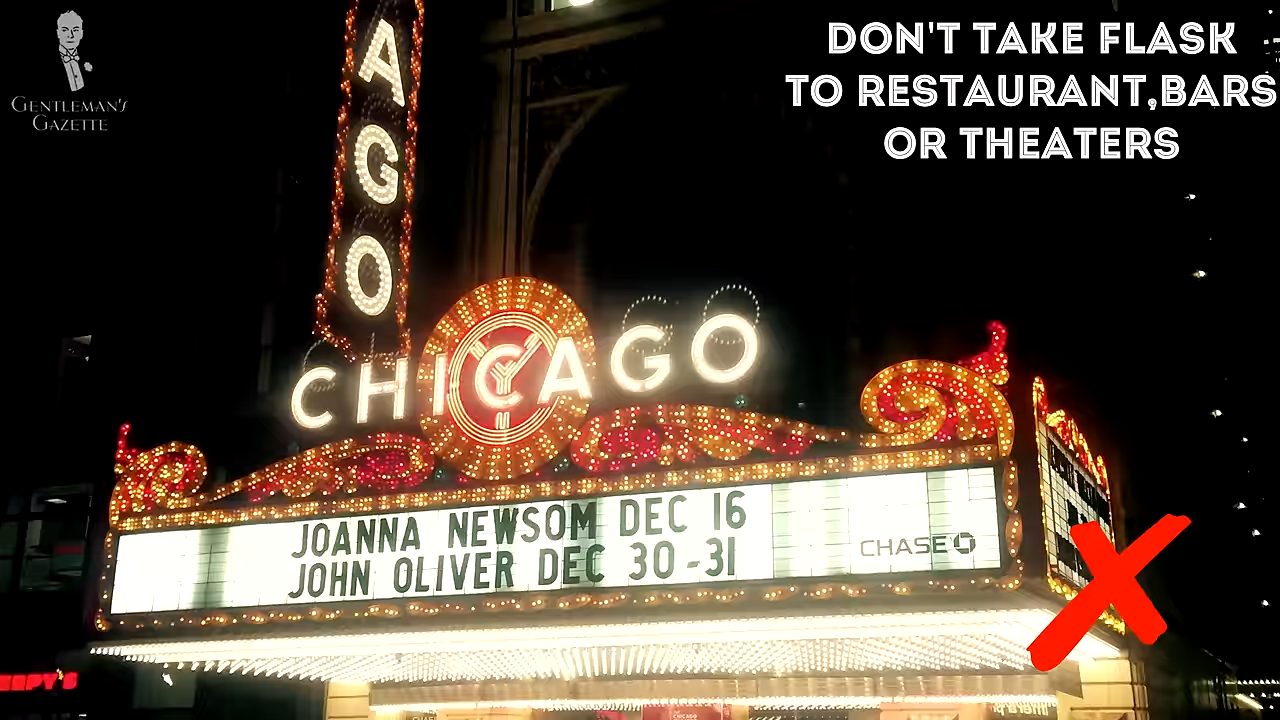 GENTLEMAN'S
GAZETTE
DON'T TAKE FLASK
TO RESTAURANT,BARS
OR THEATERS
AGO
CHICAGO
JOANNA NEWSOM DEC 16
JOHN OLIVER DEC 30-31
CHASE
CHICAGO